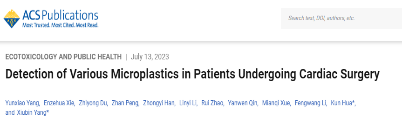 ACS Publications
Most Trusted. Most Cited. Most Read.
Search text, DOI, authors, etc.
ECOTOXICOLOGY AND PUBLIC HEALTH | July 13, 2023
Detection of Various Microplastics in Patients Undergoing Cardiac Surgery
Yunxiao Yang, Enzehua Xie, Zhiyong Du, Zhan Peng, Zhongyi Han, Linyi Li, Rui Zhao, Yanwen Qin, Mianqi Xue, Fengwang Li, Kun Hua*,
and Xiubin Yang*